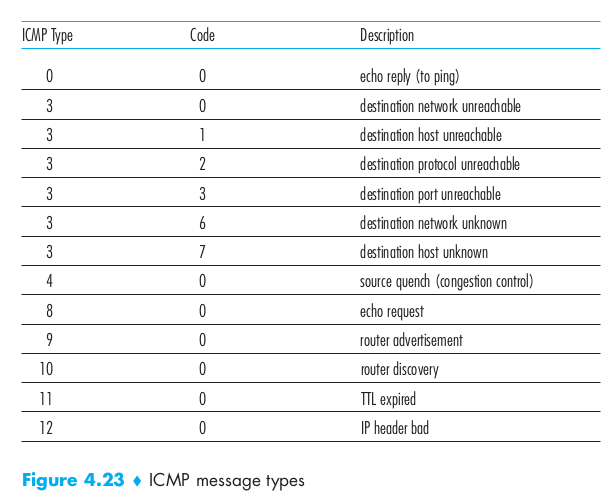 ICMP Type Code Description
0 0 echo reply (to ping)
3 0 destination network unreachable
3 1 destination host unreachable
3 2 destination protocol unreachable
3 3 destination port unreachable
3 6 destination network unknown
3 7 destination host unknown
4 0 source quench (congestion control)
8 0 echo request
9 0 router advertisement
10 0 router discovery
11 0 TTL expired
12 0 IP header bad
Figure 4.23 ♦ ICMP message types